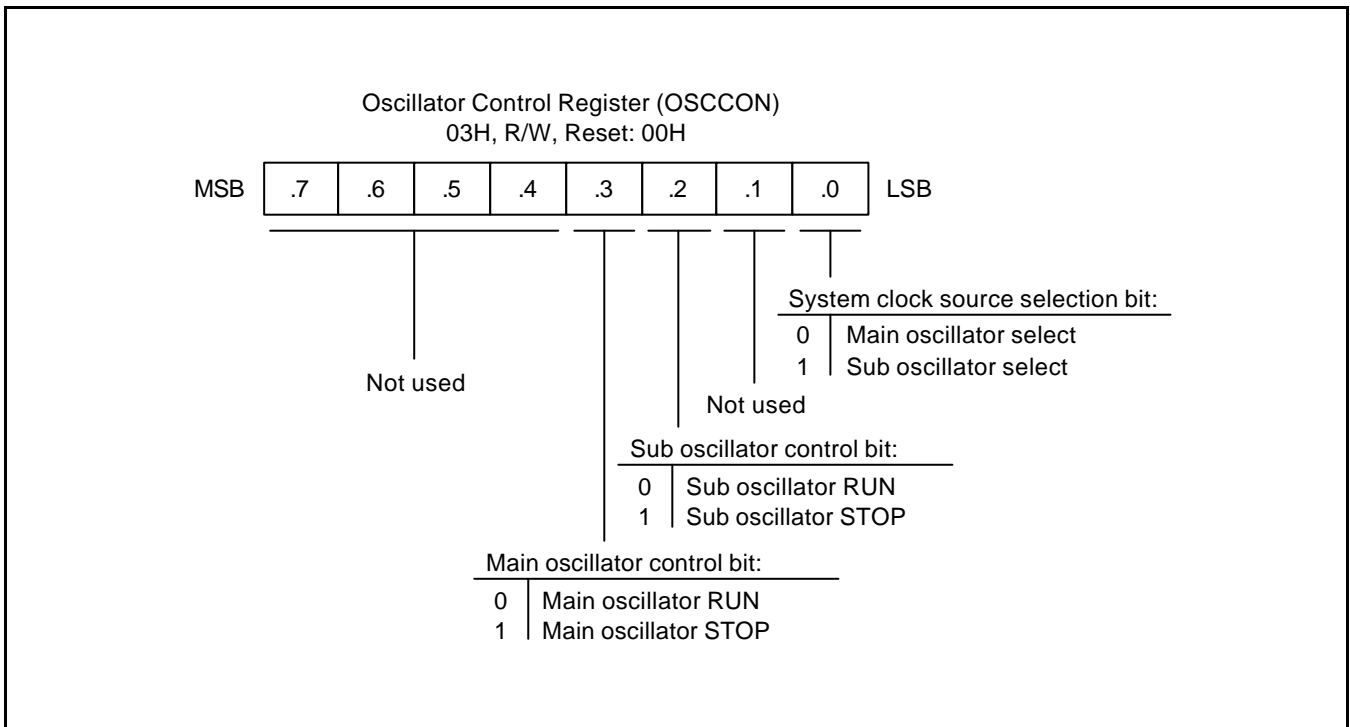 Oscillator Control Register (OSCCON)
03H, R/W, Reset: 00H
MSB .7 .6 .5 .4 .3 .2 .1 .0 LSB
System clock source selection bit:
0 Main oscillator select
1 Sub oscillator select
Not used
Not used
Sub oscillator control bit:
0 Sub oscillator RUN
1 Sub oscillator STOP
Main oscillator control bit:
0 Main oscillator RUN
1 Main oscillator STOP